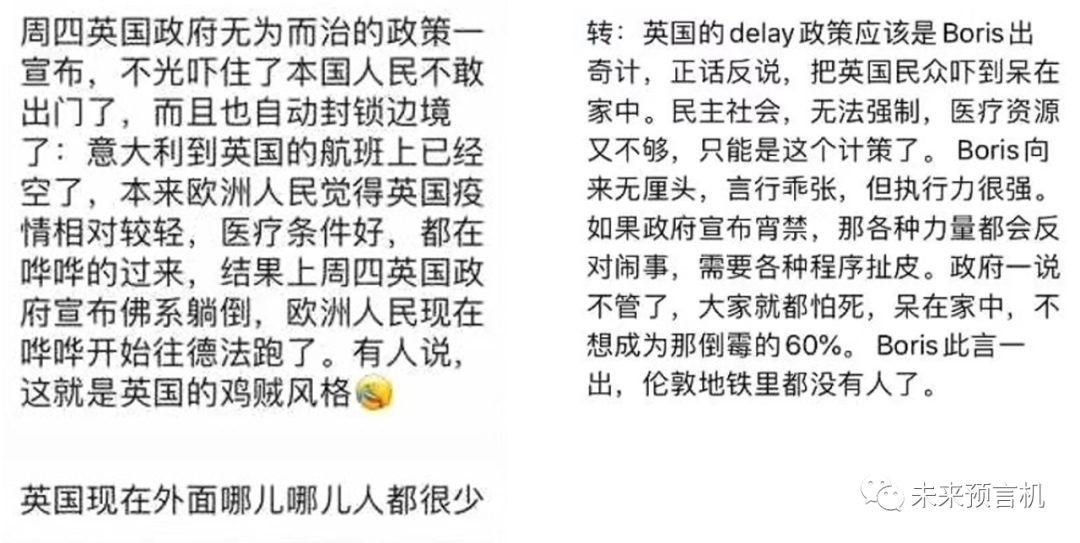 周四英国政府无为而治的政策一
宣布，不光吓住了本国人民不敢
出门了，而且也自动封锁边境
了：意大利到英国的航班上已经
空了，本来欧洲人民觉得英国疫
情相对较轻，医疗条件好，都在
哗哗的过来，结果上周四英国政
府宣布佛系躺倒，欧洲人民现在
哗哗开始往德法跑了。有人说，
这就是英国的鸡贼风格🤣
英国现在外面哪儿哪儿人都很少
转：英国的delay政策应该是Boris出
奇计，正话反说，把英国民众吓到呆在
家中。民主社会，无法强制，医疗资源
又不够，只能是这个计策了。Boris向
来无厘头，言行乖张，但执行力很强。
如果政府宣布宵禁，那各种力量都会反
对闹事，需要各种程序扯皮。政府一说
不管了，大家就都怕死，呆在家中，不
想成为那倒霉的60%。Boris此言一
出，伦敦地铁里都没有人了。
未来预言机